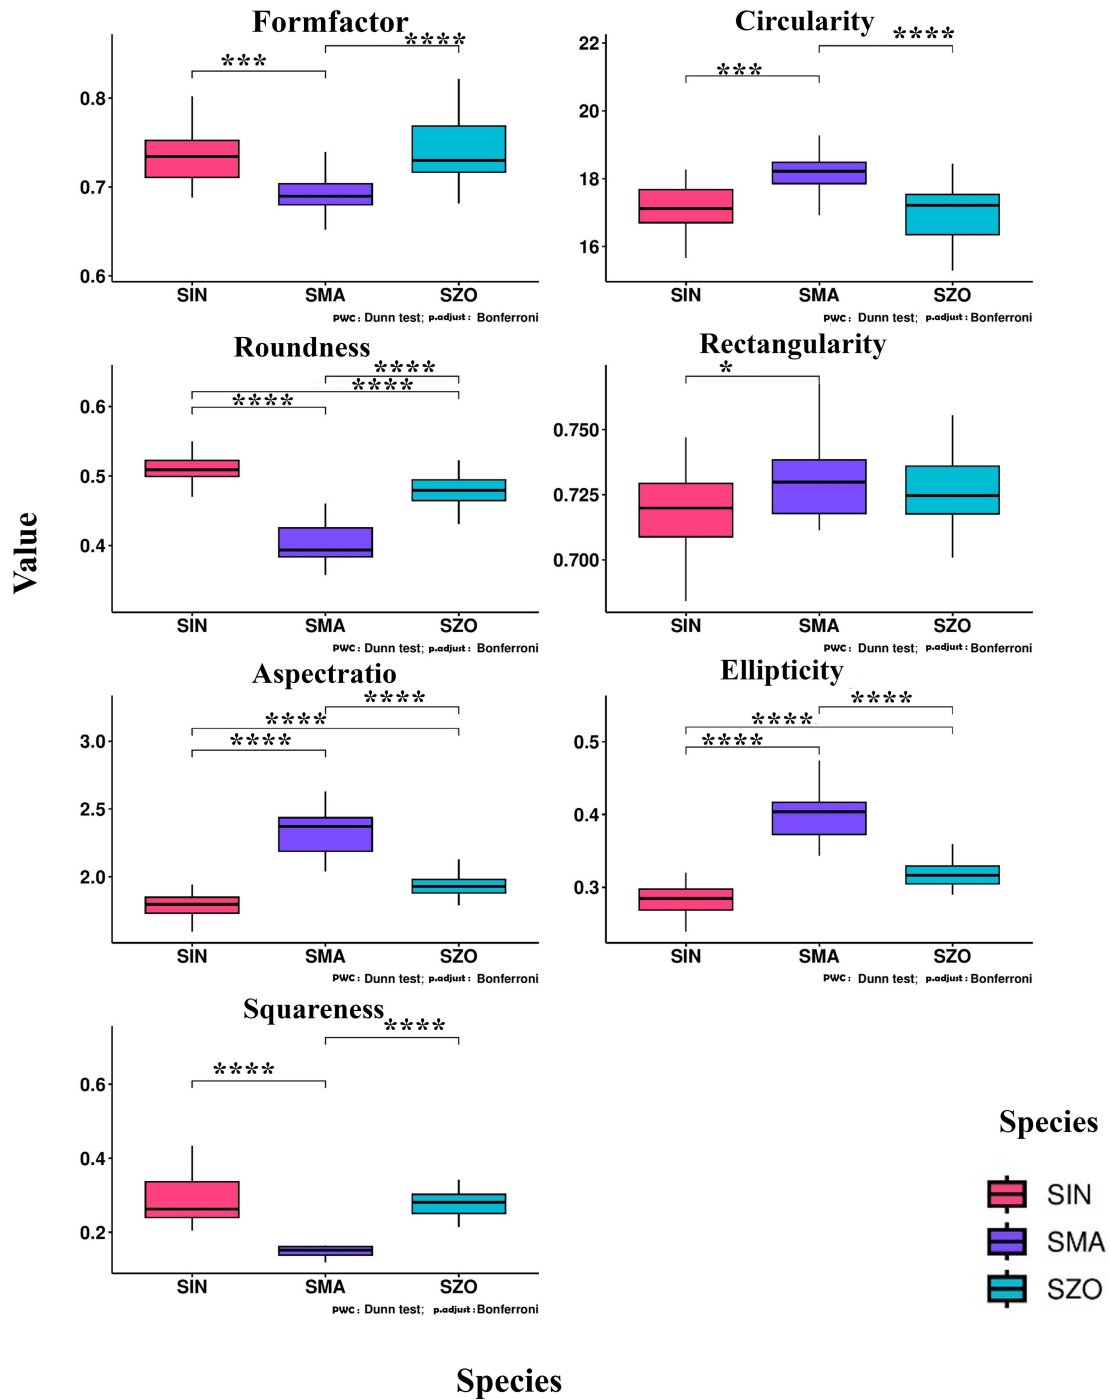 Formfactor
****
***
0.8
0.7
0.6
SIN SMA SZO
PWC: Dunn test; p.adjust: Bonferroni
Circularity
****
***
22
20
18
16
SIN SMA SZO
PWC: Dunn test; p.adjust: Bonferroni
Roundness
****
****
****
0.6
0.5
0.4
SIN SMA SZO
PWC: Dunn test; p.adjust: Bonferroni
Rectangularity
*
0.750
0.725
0.700
SIN SMA SZO
PWC: Dunn test; p.adjust: Bonferroni
Value
Aspectratio
****
****
****
3.0
2.5
2.0
SIN SMA SZO
PWC: Dunn test; p.adjust: Bonferroni
Ellipticity
****
****
****
0.5
0.4
0.3
SIN SMA SZO
PWC: Dunn test; p.adjust: Bonferroni
Squareness
****
****
0.6
0.4
0.2
SIN SMA SZO
PWC: Dunn test; p.adjust: Bonferroni
Species
SIN
SMA
SZO
Species